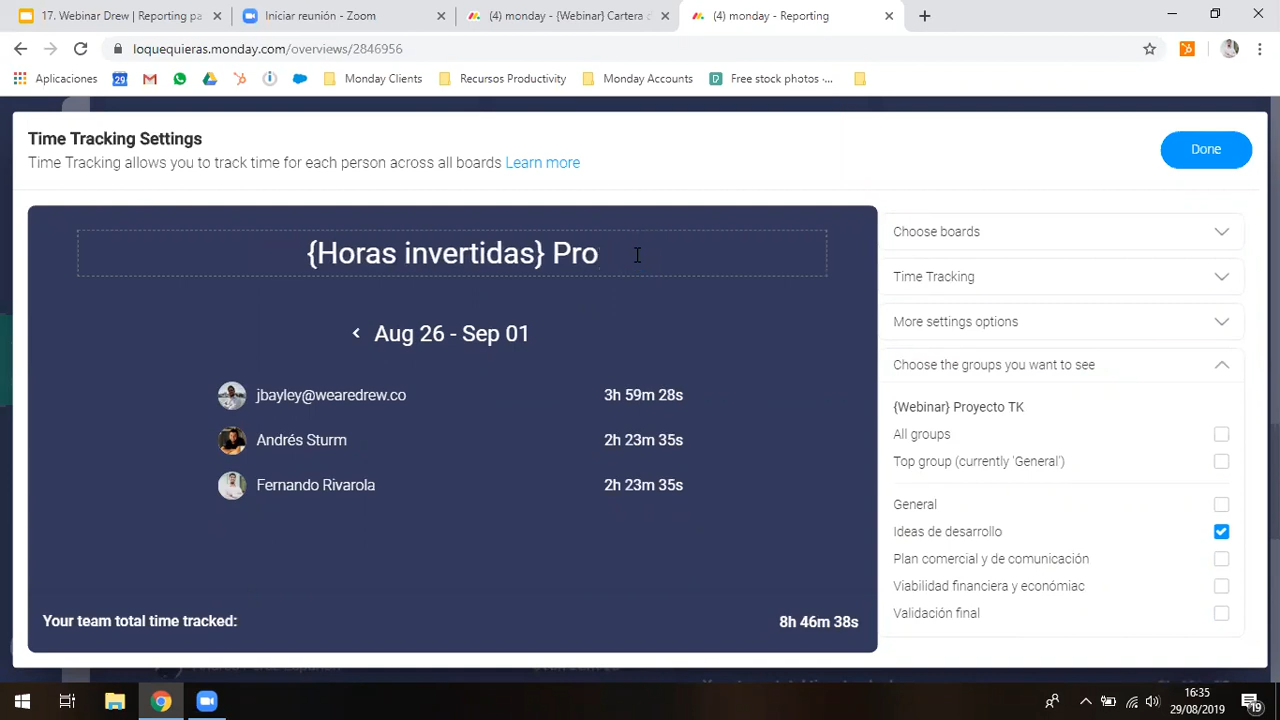 17. Webinar Drew | Reporting pa
Iniciar reunión - Zoom
(4) monday - {Webinar} Cartera c
(4) monday - Reporting
loquequieras.monday.com/overviews/2846956
Aplicaciones
29
Monday Clients
Recursos Productivity
Monday Accounts
Free stock photos -...
Time Tracking Settings
Time Tracking allows you to track time for each person across all boards Learn more
Done
{Horas invertidas} Pro
Aug 26 - Sep 01
jbayley@wearedrew.co 3h 59m 28s
Andrés Sturm 2h 23m 35s
Fernando Rivarola 2h 23m 35s
Your team total time tracked: 8h 46m 38s
Choose boards
Time Tracking
More settings options
Choose the groups you want to see
{Webinar} Proyecto TK
All groups
Top group (currently 'General')
General
Ideas de desarrollo
Plan comercial y de comunicación
Viabilidad financiera y económiac
Validación final
16:35
29/08/2019
19